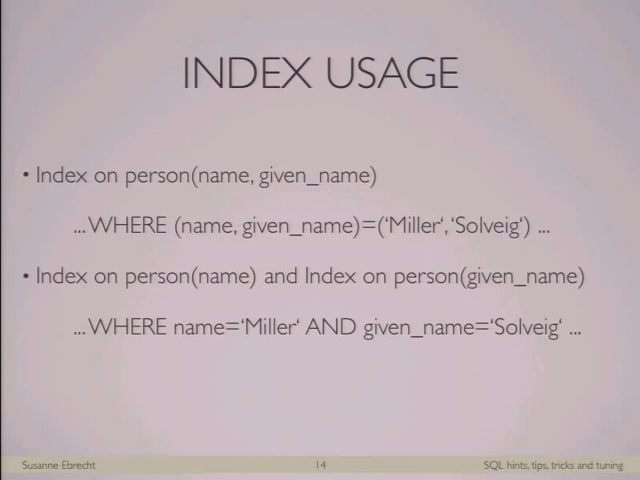 INDEX USAGE
• Index on person(name, given_name)
... WHERE (name, given_name)=(‘Miller‘, ‘Solveig‘) ...
• Index on person(name) and Index on person(given_name)
... WHERE name=‘Miller‘ AND given_name=‘Solveig‘ ...
Susanne Ebrecht
14
SQL hints, tips, tricks and tuning